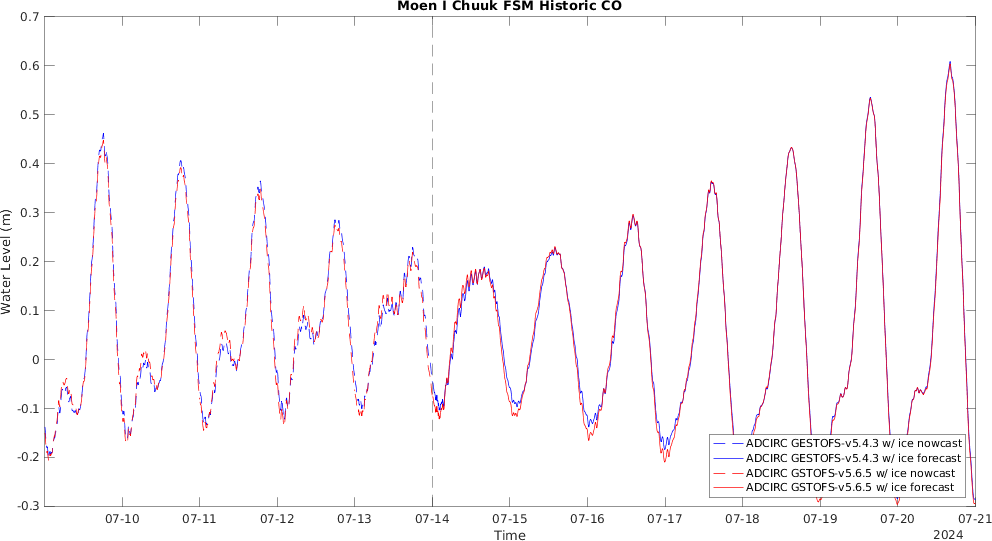 Moen I Chuuk FSM Historic CO
0.7
0.6
0.5
0.4
0.3
0.2
0.1
0
-0.1
-0.2
-0.3
Water Level (m)
ADCIRC GESTOFS-v5.4.3 w/ ice nowcast
ADCIRC GESTOFS-v5.4.3 w/ ice forecast
ADCIRC GSTOFS-v5.6.5 w/ ice nowcast
ADCIRC GSTOFS-v5.6.5 w/ ice forecast
07-10 07-11 07-12 07-13 07-14 07-15 07-16 07-17 07-18 07-19 07-20 07-21
Time
2024